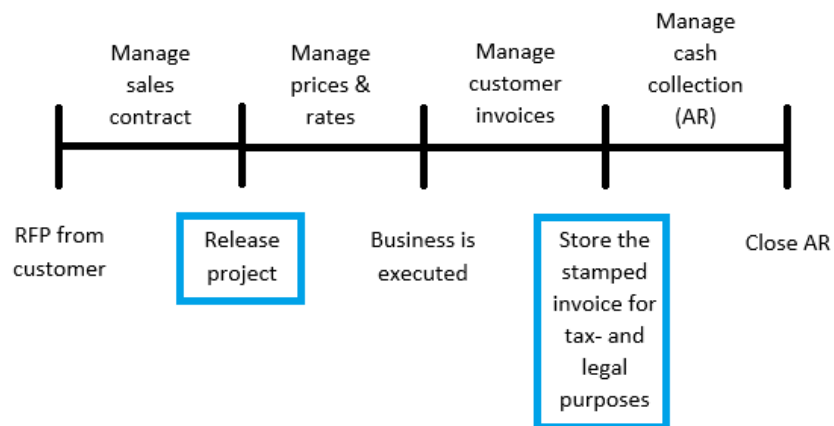 Manage
sales
contract
Manage
prices &
rates
Manage
customer
invoices
Manage
cash
collection
(AR)
RFP from
customer
Release
project
Business is
executed
Store the
stamped
invoice for
tax- and
legal
purposes
Close AR